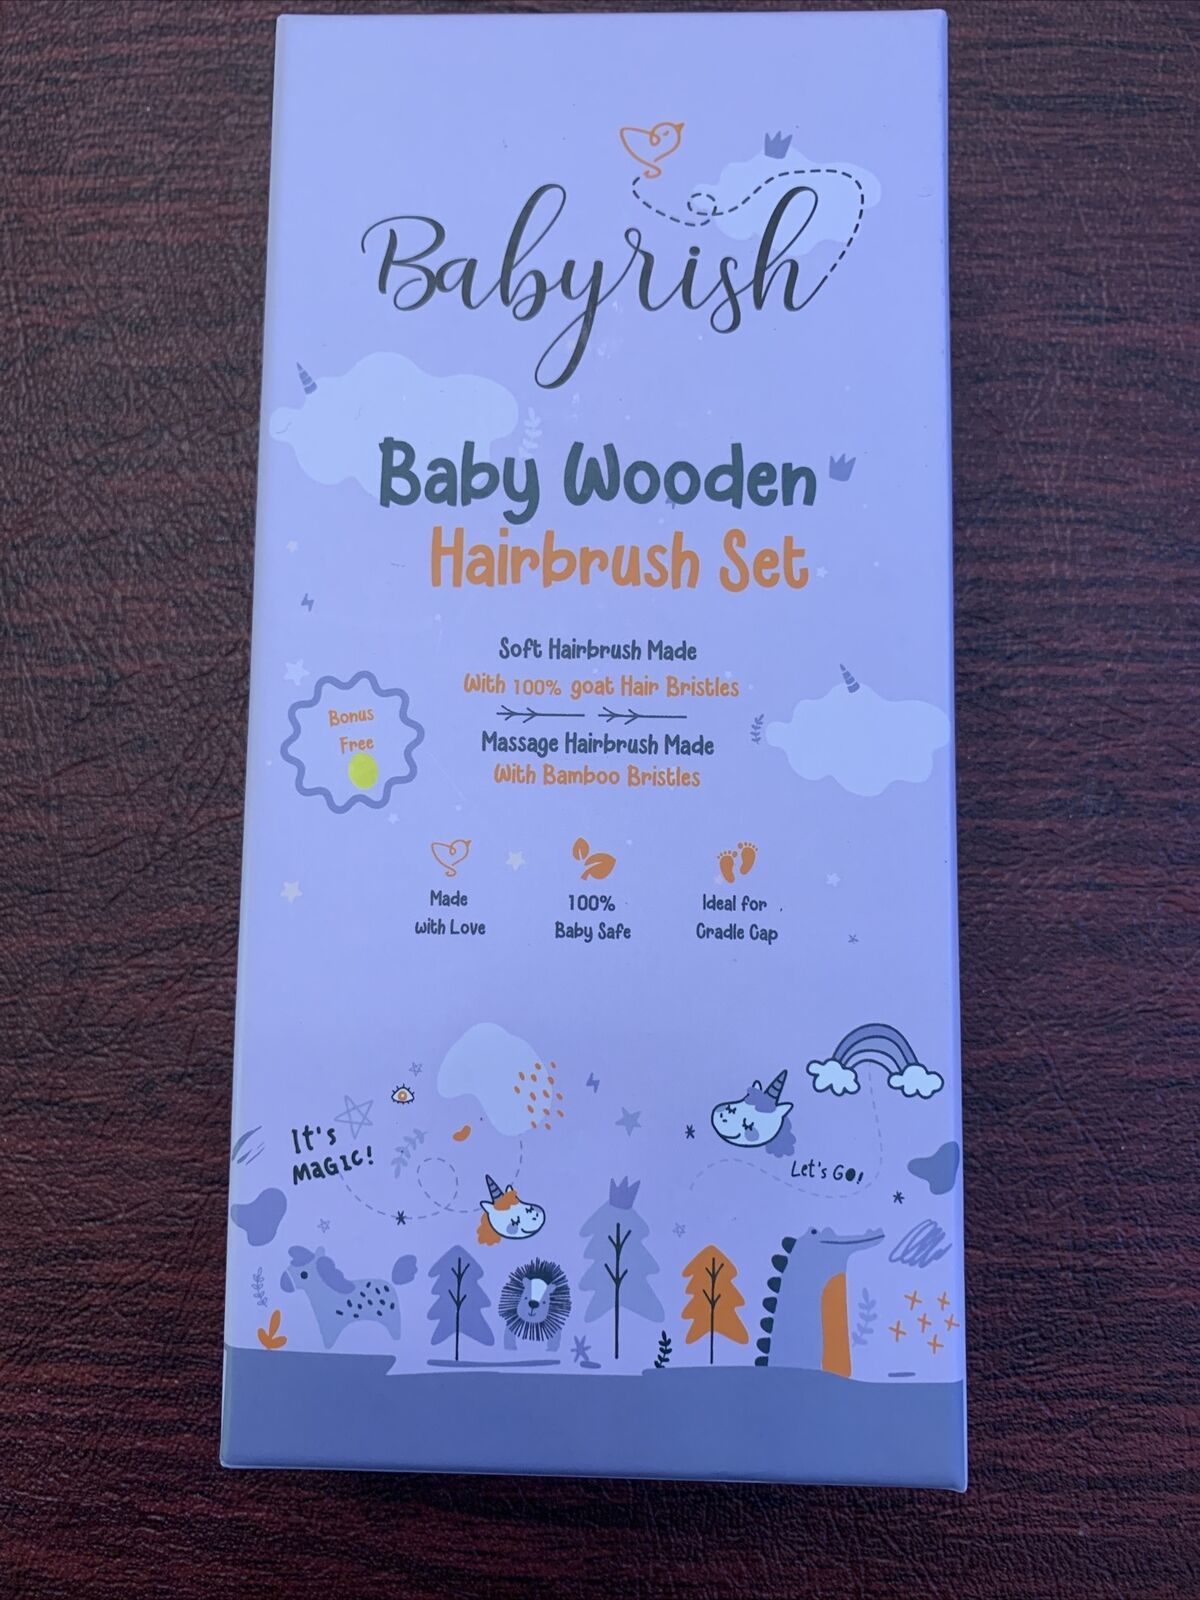 Babyrish
Baby Wooden
Hairbrush Set
Soft Hairbrush Made
With 100% goat Hair Bristles
Massage Hairbrush Made
With Bamboo Bristles
Bonus
Free
Made
with Love
100%
Baby Safe
Ideal for
Cradle Cap
It's
MaGIc!
Let's GO!